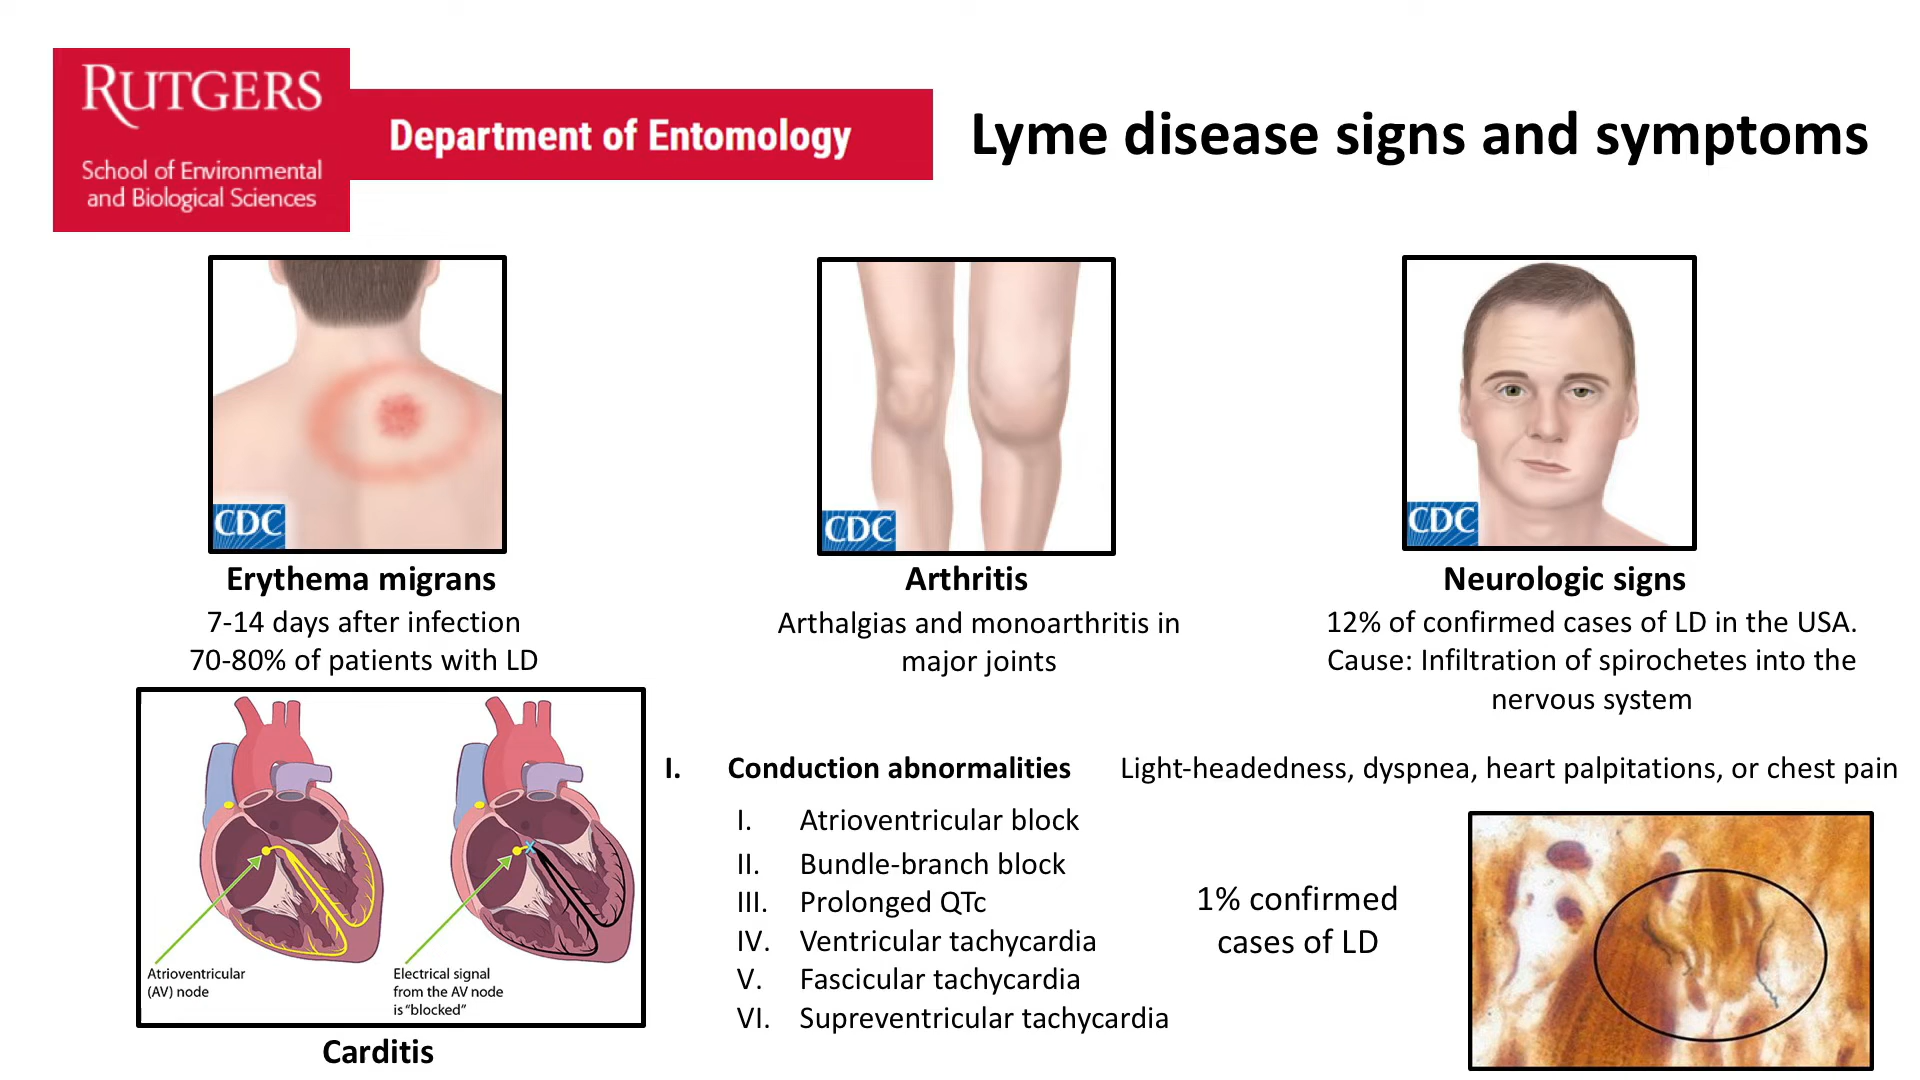 RUTGERS
School of Environmental
and Biological Sciences
Department of Entomology
Lyme disease signs and symptoms
CDC
Erythema migrans
7-14 days after infection
70-80% of patients with LD
CDC
Arthritis
Arthalgias and monoarthritis in
major joints
CDC
Neurologic signs
12% of confirmed cases of LD in the USA.
Cause: Infiltration of spirochetes into the
nervous system
Atrioventricular
(AV) node
Electrical signal
from the AV node
is "blocked"
Carditis
I. Conduction abnormalities
I. Atrioventricular block
II. Bundle-branch block
III. Prolonged QTc
IV. Ventricular tachycardia
V. Fascicular tachycardia
VI. Supreventricular tachycardia
Light-headedness, dyspnea, heart palpitations, or chest pain
1% confirmed
cases of LD